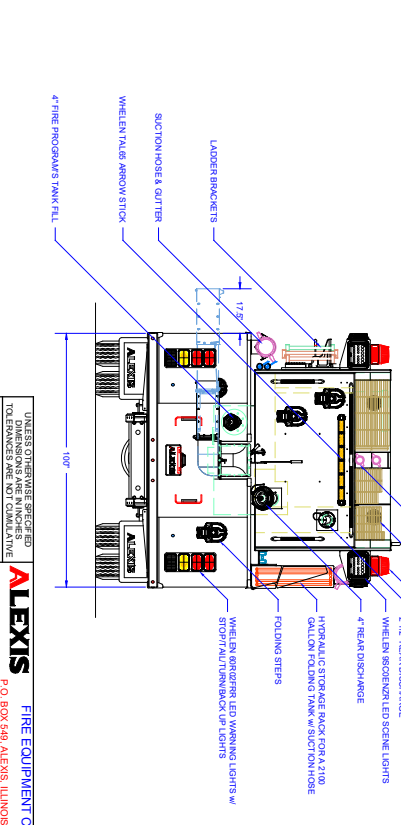 LADDER BRACKETS
SUCTION HOSE & GUTTER
WHELEN TAL65 ARROW STICK
4" FIRE PROGRAM'S TANK FILL
17.5"
100"
ALEXIS
ALEXIS
ALEXIS
WHELEN 9SC0ENZR LED SCENE LIGHTS
4" REAR DISCHARGE
HYDRAULIC STORAGE RACK FOR A 2100
GALLON FOLDING TANK w/ SUCTION HOSE
FOLDING STEPS
WHELEN 60R02FRR LED WARNING LIGHTS w/
STOP/TAIL/TURN/BACK UP LIGHTS
UNLESS OTHERWISE SPECIFIED
DIMENSIONS ARE IN INCHES
TOLERANCES ARE NOT CUMULATIVE
ALEXIS
FIRE EQUIPMENT C
P.O. BOX 549, ALEXIS, ILLINOIS